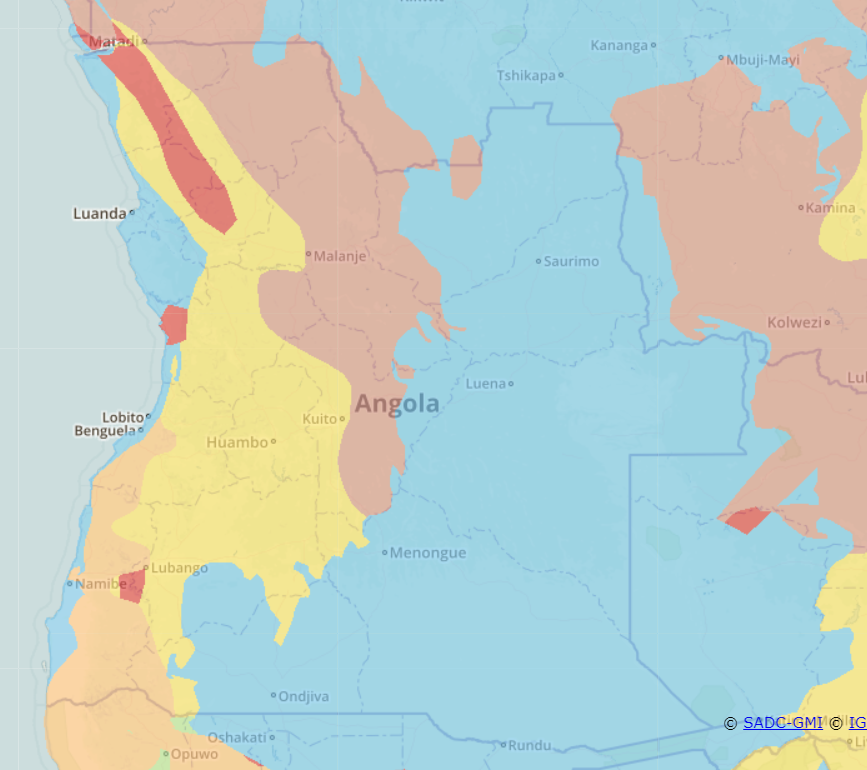 Matadi
Kananga
Mbuji-Mayi
Tshikapa
Luanda
Kamina
Malanje
Saurimo
Kolwezi
Luena
Angola
Lobito
Kuito
Benguela
Huambo
Menongue
Lubango
Namibe
Ondjiva
© SADC-GMI © IG
Oshakati
Rundu
Opuwo